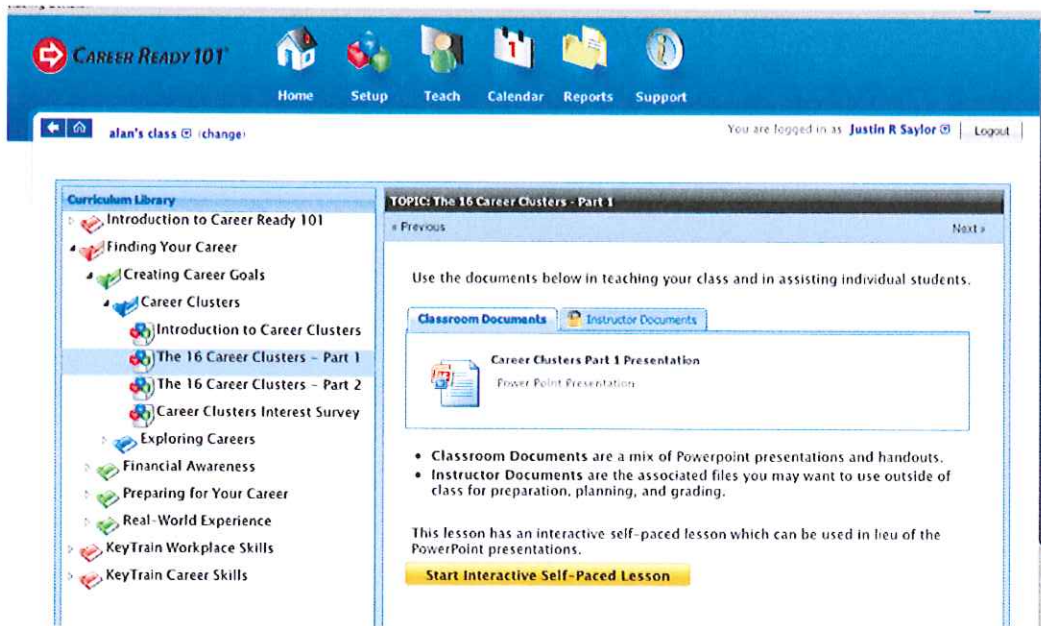 CAREER READY 101®
Home Setup Teach Calendar Reports Support
alan's class (change)
You are logged in as Justin R Saylor | Logout
Curriculum Library
Introduction to Career Ready 101
Finding Your Career
Creating Career Goals
Career Clusters
Introduction to Career Clusters
The 16 Career Clusters - Part 1
The 16 Career Clusters - Part 2
Career Clusters Interest Survey
Exploring Careers
Financial Awareness
Preparing for Your Career
Real-World Experience
KeyTrain Workplace Skills
KeyTrain Career Skills
TOPIC: The 16 Career Clusters - Part 1
« Previous Next »
Use the documents below in teaching your class and in assisting individual students.
Classroom Documents Instructor Documents
Career Clusters Part 1 Presentation
Power Point Presentation
• Classroom Documents are a mix of Powerpoint presentations and handouts.
• Instructor Documents are the associated files you may want to use outside of
class for preparation, planning, and grading.
This lesson has an interactive self-paced lesson which can be used in lieu of the
PowerPoint presentations.
Start Interactive Self-Paced Lesson